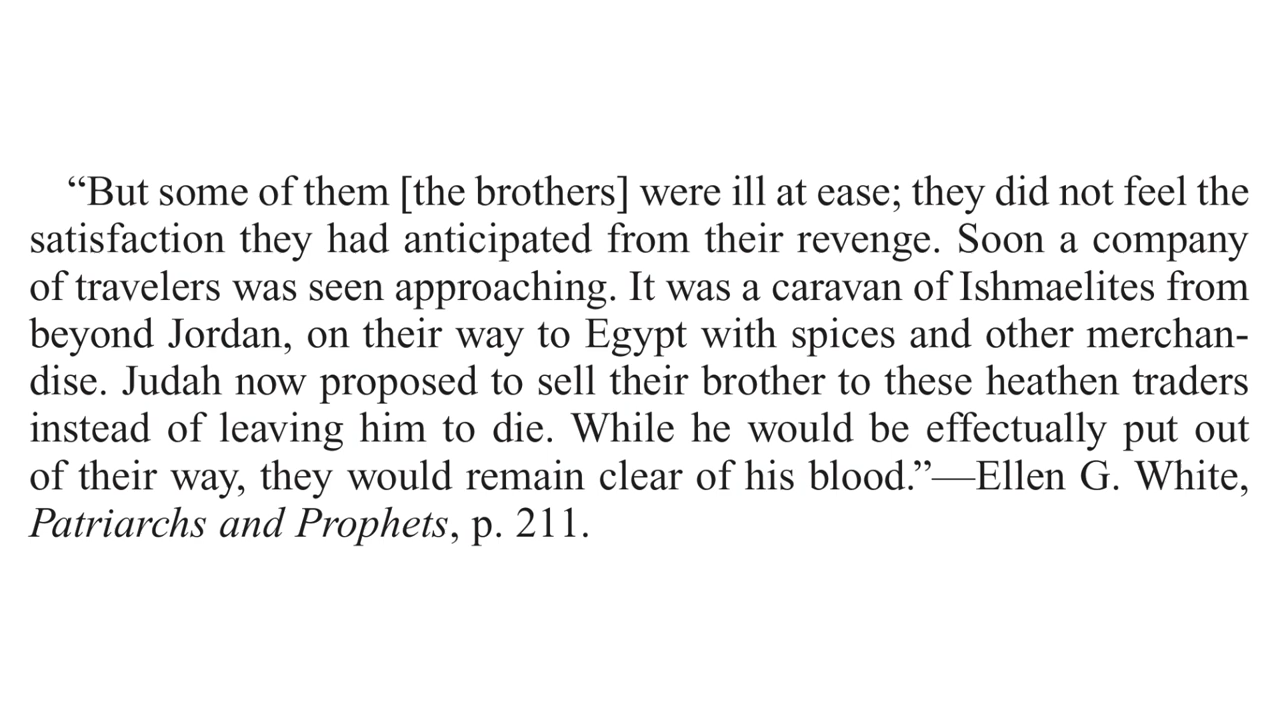 “But some of them [the brothers] were ill at ease; they did not feel the
satisfaction they had anticipated from their revenge. Soon a company
of travelers was seen approaching. It was a caravan of Ishmaelites from
beyond Jordan, on their way to Egypt with spices and other merchan-
dise. Judah now proposed to sell their brother to these heathen traders
instead of leaving him to die. While he would be effectually put out
of their way, they would remain clear of his blood.”—Ellen G. White,
Patriarchs and Prophets, p. 211.